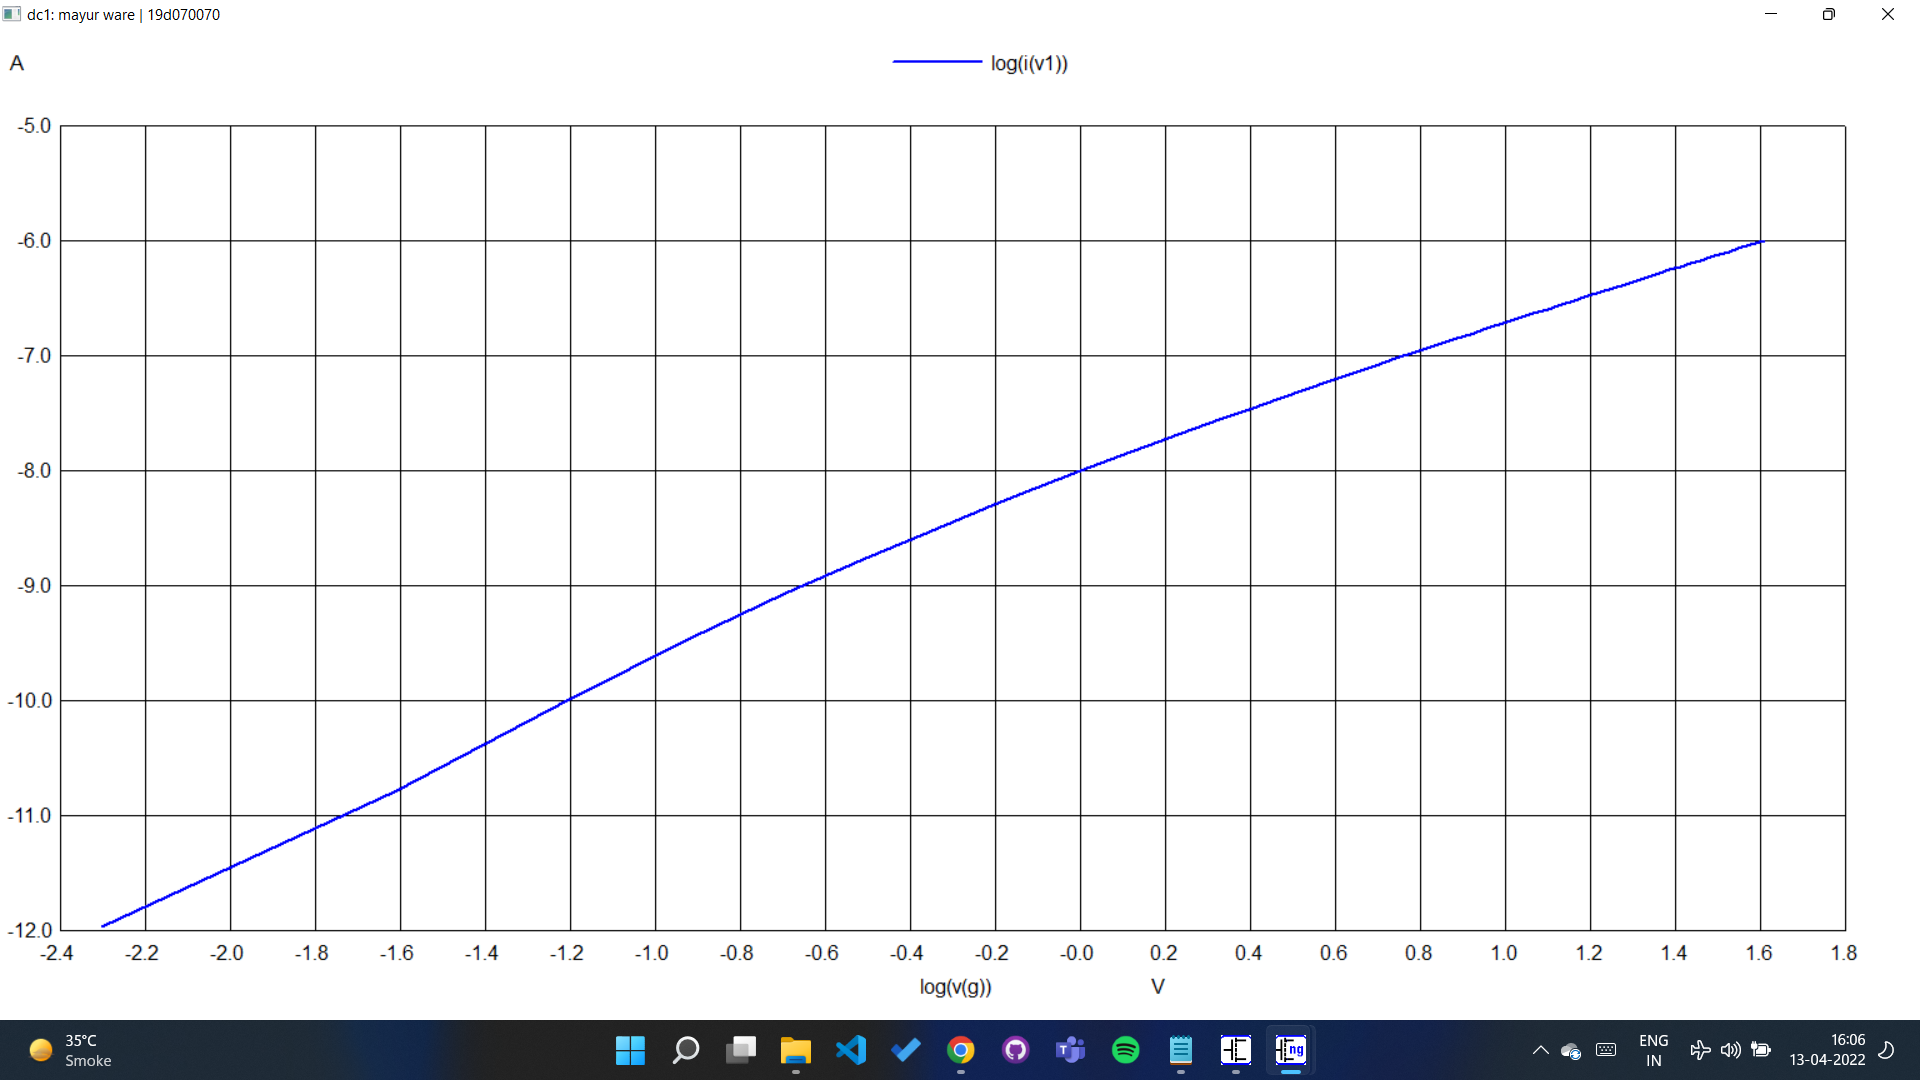 dc1: mayur ware | 19d070070
A
log(i(v1))
-5.0
-6.0
-7.0
-8.0
-9.0
-10.0
-11.0
-12.0
-2.4 -2.2 -2.0 -1.8 -1.6 -1.4 -1.2 -1.0 -0.8 -0.6 -0.4 -0.2 -0.0 0.2 0.4 0.6 0.8 1.0 1.2 1.4 1.6 1.8
log(v(g)) V
35°C
Smoke
T
ng
ENG
IN
16:06
13-04-2022